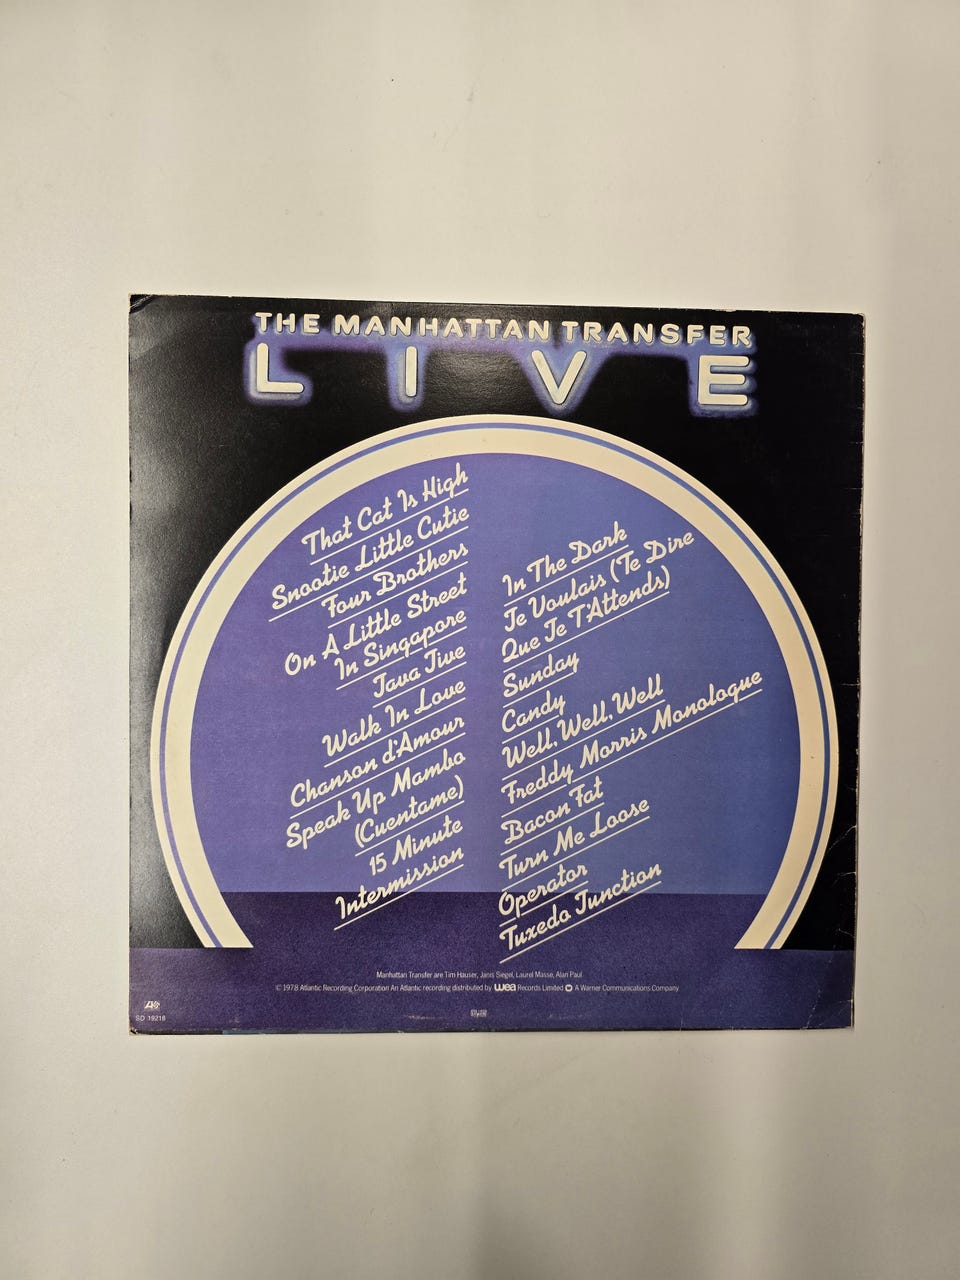 THE MANHATTAN TRANSFER
LIVE
That Cat Is High
Snootie Little Cutie
Four Brothers
On A Little Street
In Singapore
Java Jive
Walk In Love
Chanson d'Amour
Speak Up Mambo
(Cuentame)
15 Minute
Intermission
In The Dark
Je Voulais (Te Dire
Que Je T'Attends)
Sunday
Candy
Well, Well, Well
Freddy Morris Monologue
Bacon Fat
Turn Me Loose
Operator
Tuxedo Junction
Manhattan Transfer are Tim Hauser, Janis Siegel, Laurel Masse, Alan Paul
© 1978 Atlantic Recording Corporation An Atlantic recording distributed by wea Records Limited A Warner Communications Company
SD 19216